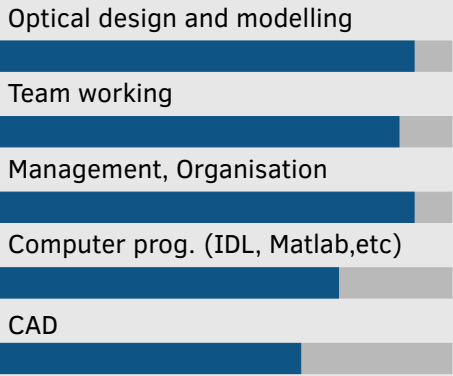 Optical design and modelling
Team working
Management, Organisation
Computer prog. (IDL, Matlab,etc)
CAD